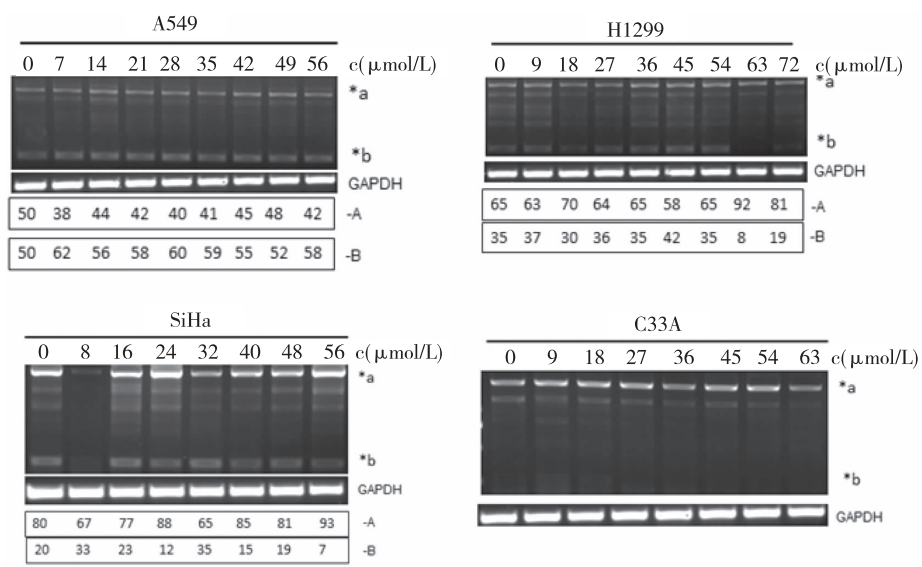 A549
0 7 14 21 28 35 42 49 56 c(μmol/L)
*a
*b
GAPDH
50 38 44 42 40 41 45 48 42 -A
50 62 56 58 60 59 55 52 58 -B
H1299
0 9 18 27 36 45 54 63 72 c(μmol/L)
*a
*b
GAPDH
65 63 70 64 65 58 65 92 81 -A
35 37 30 36 35 42 35 8 19 -B
SiHa
0 8 16 24 32 40 48 56 c(μmol/L)
*a
*b
GAPDH
80 67 77 88 65 85 81 93 -A
20 33 23 12 35 15 19 7 -B
C33A
0 9 18 27 36 45 54 63 c(μmol/L)
*a
*b
GAPDH